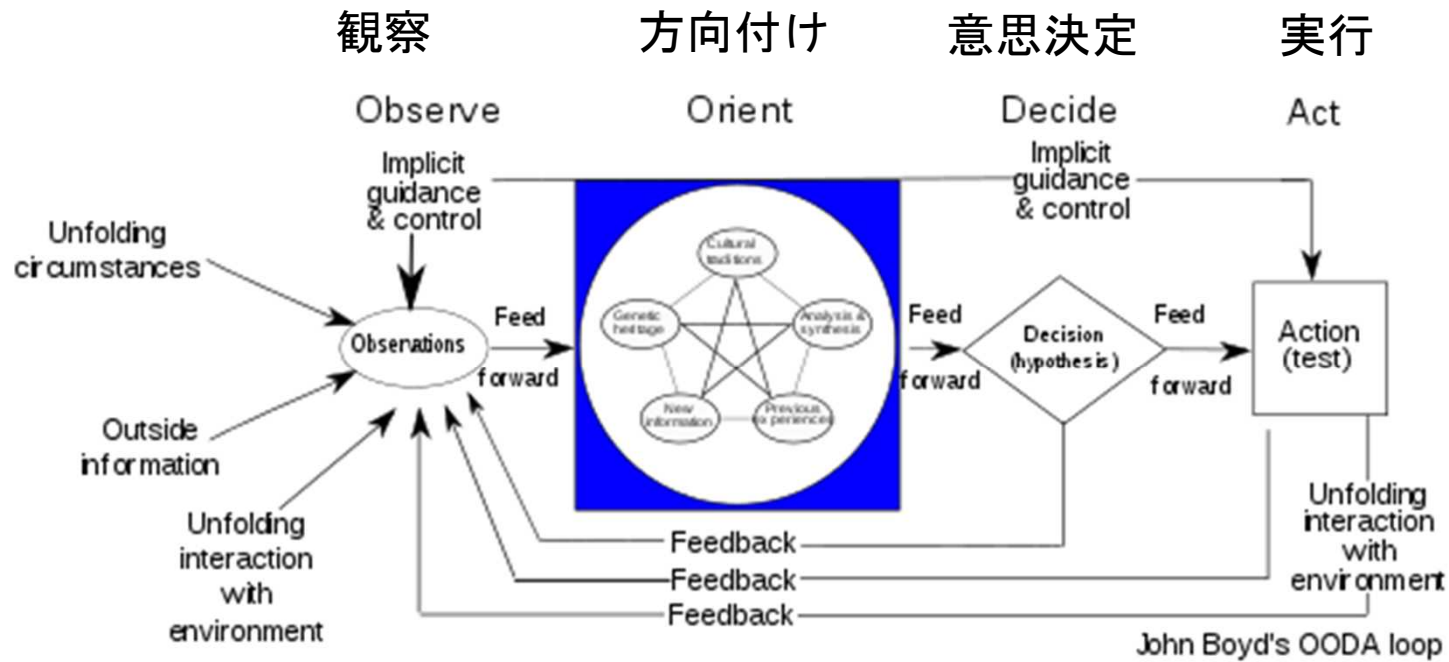 観察 方向付け 意思決定 実行
Observe Orient Decide Act
Implicit
guidance
& control
Implicit
guidance
& control
Unfolding
circumstances
Observations
Feed
forward
Cultural
traditions
Genetic
heritage
Analysis &
synthesis
New
information
Previous
experiences
Feed
forward
Decision
(hypothesis)
Feed
forward
Action
(test)
Outside
information
Unfolding
interaction
with
environment
Unfolding
interaction
with
environment
Feedback
Feedback
Feedback
John Boyd's OODA loop